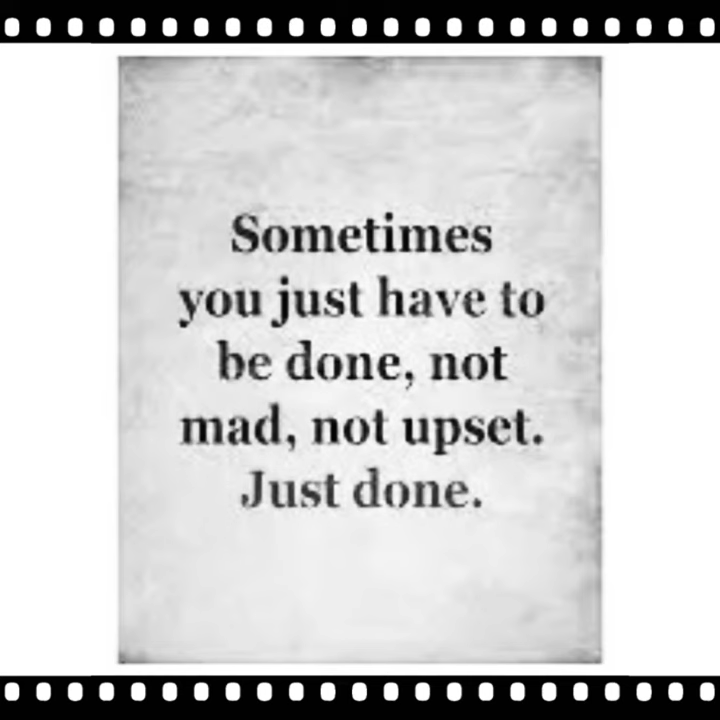 Sometimes
you just have to
be done, not
mad, not upset.
Just done.